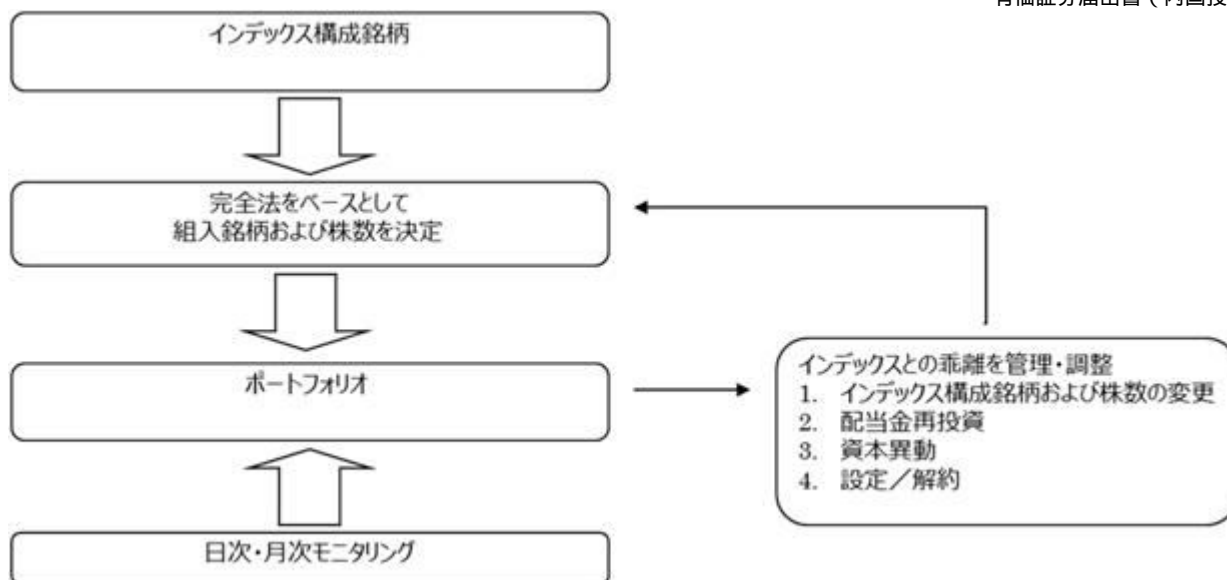 インデックス構成銘柄
完全法をベースとして
組入銘柄および株数を決定
ポートフォリオ
インデックスとの乖離を管理・調整
1. インデックス構成銘柄および株数の変更
2. 配当金再投資
3. 資本異動
4. 設定／解約
日次・月次モニタリング